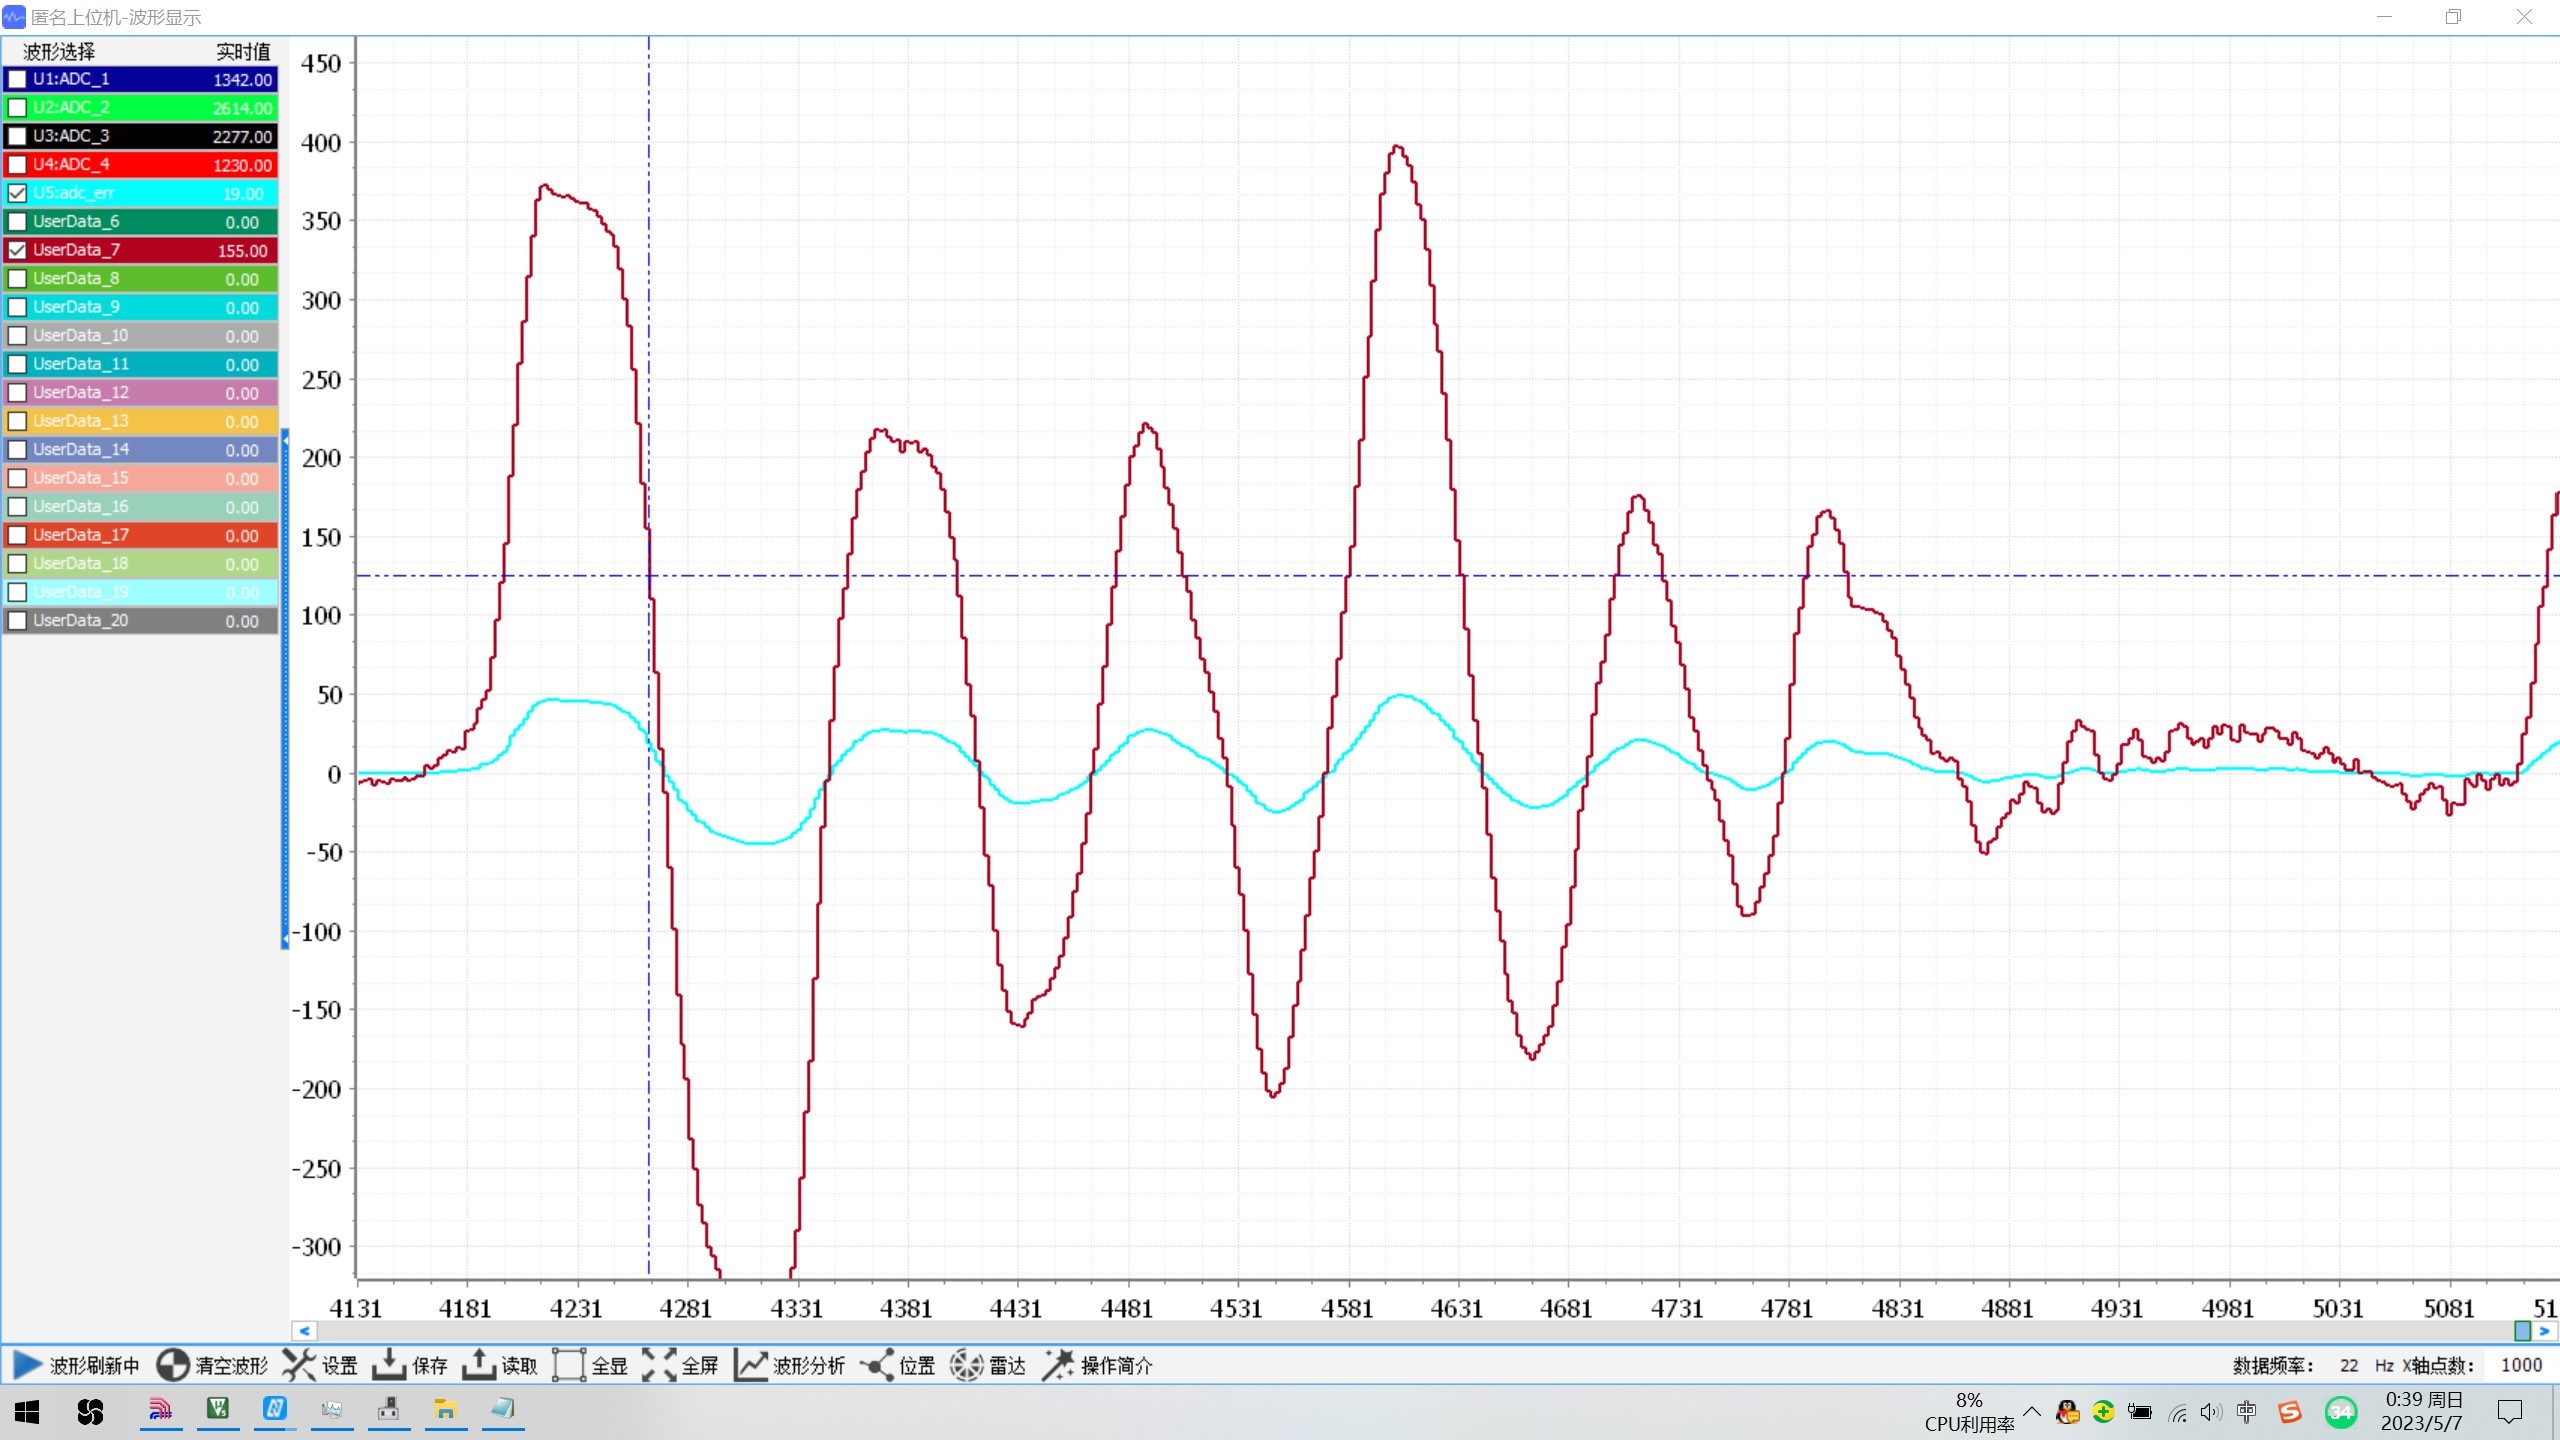 匿名上位机-波形显示
波形选择 实时值
U1:ADC_1 1342.00
U2:ADC_2 2614.00
U3:ADC_3 2277.00
U4:ADC_4 1230.00
U5:adc_err 19.00
UserData_6 0.00
UserData_7 155.00
UserData_8 0.00
UserData_9 0.00
UserData_10 0.00
UserData_11 0.00
UserData_12 0.00
UserData_13 0.00
UserData_14 0.00
UserData_15 0.00
UserData_16 0.00
UserData_17 0.00
UserData_18 0.00
UserData_19 0.00
UserData_20 0.00
450
400
350
300
250
200
150
100
50
0
-50
-100
-150
-200
-250
-300
4131 4181 4231 4281 4331 4381 4431 4481 4531 4581 4631 4681 4731 4781 4831 4881 4931 4981 5031 5081 51
波形刷新中 清空波形 设置 保存 读取 全显 全屏 波形分析 位置 雷达 操作简介 数据频率: 22 Hz X轴点数: 1000
8%
CPU利用率
中
34
0:39 周日
2023/5/7